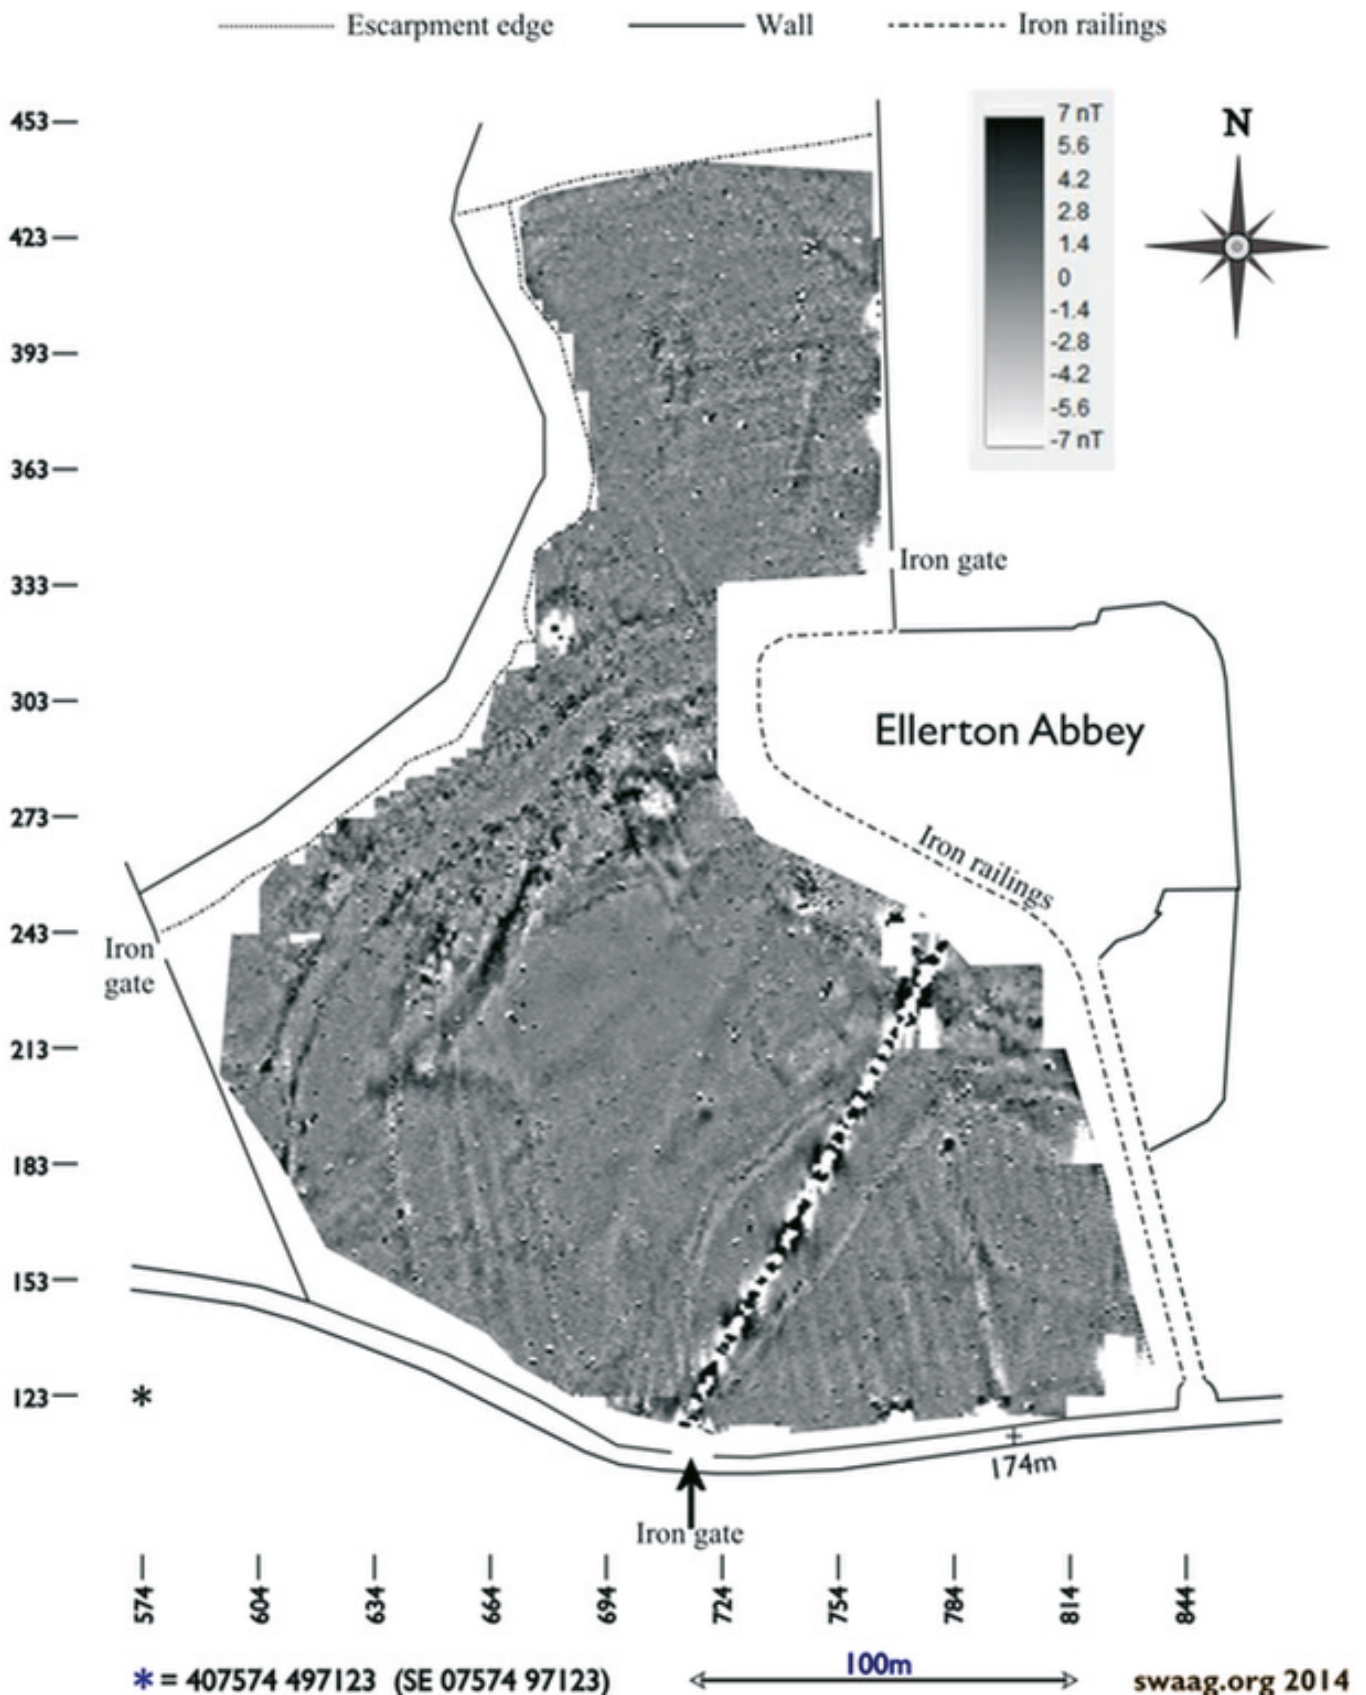 Escarpment edge Wall Iron railings
453
423
393
363
333
303
273
243
213
183
153
123
7 nT
5.6
4.2
2.8
1.4
0
-1.4
-2.8
-4.2
-5.6
-7 nT
N
Iron gate
Ellerton Abbey
Iron railings
Iron
gate
*
174m
Iron gate
574 604 634 664 694 724 754 784 814 844
* = 407574 497123 (SE 07574 97123)
100m
swaag.org 2014